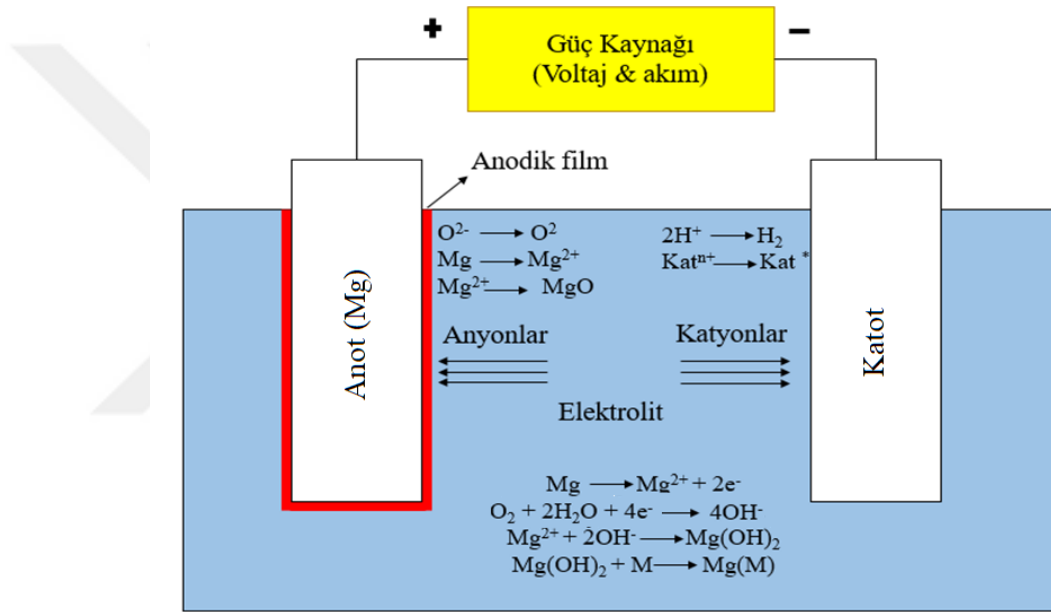 +
Güç Kaynağı
(Voltaj & akım)
−
Anodik film
Anot (Mg)
O²⁻ ⟶ O²
Mg ⟶ Mg²⁺
Mg²⁺ ⟶ MgO
2H⁺ ⟶ H₂
Katⁿ⁺ ⟶ Kat *
Anyonlar
Katyonlar
Katot
Elektrolit
Mg ⟶ Mg²⁺ + 2e⁻
O₂ + 2H₂O + 4e⁻ ⟶ 4OH⁻
Mg²⁺ + 2OH⁻ ⟶ Mg(OH)₂
Mg(OH)₂ + M ⟶ Mg(M)